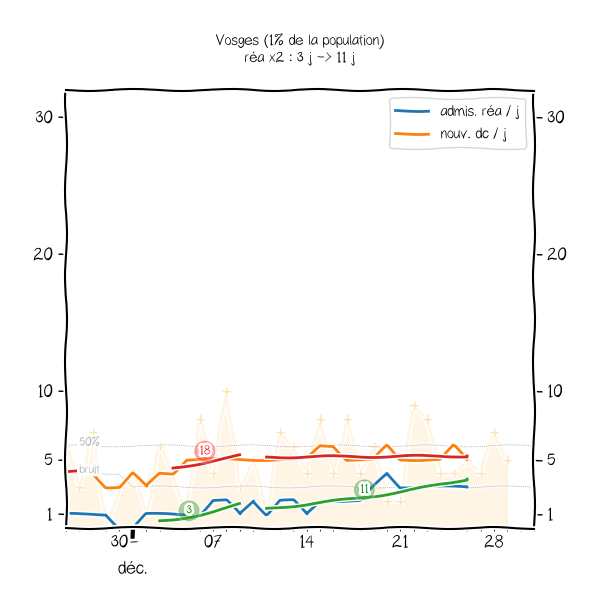 Vosges (1% de la population)
réa x2 : 3 j -> 11 j
admis. réa / j
nouv. dc / j
30 30
20 20
10 10
50%
18
5 bruit 5
11
3
1 1
30 07 14 21 28
déc.